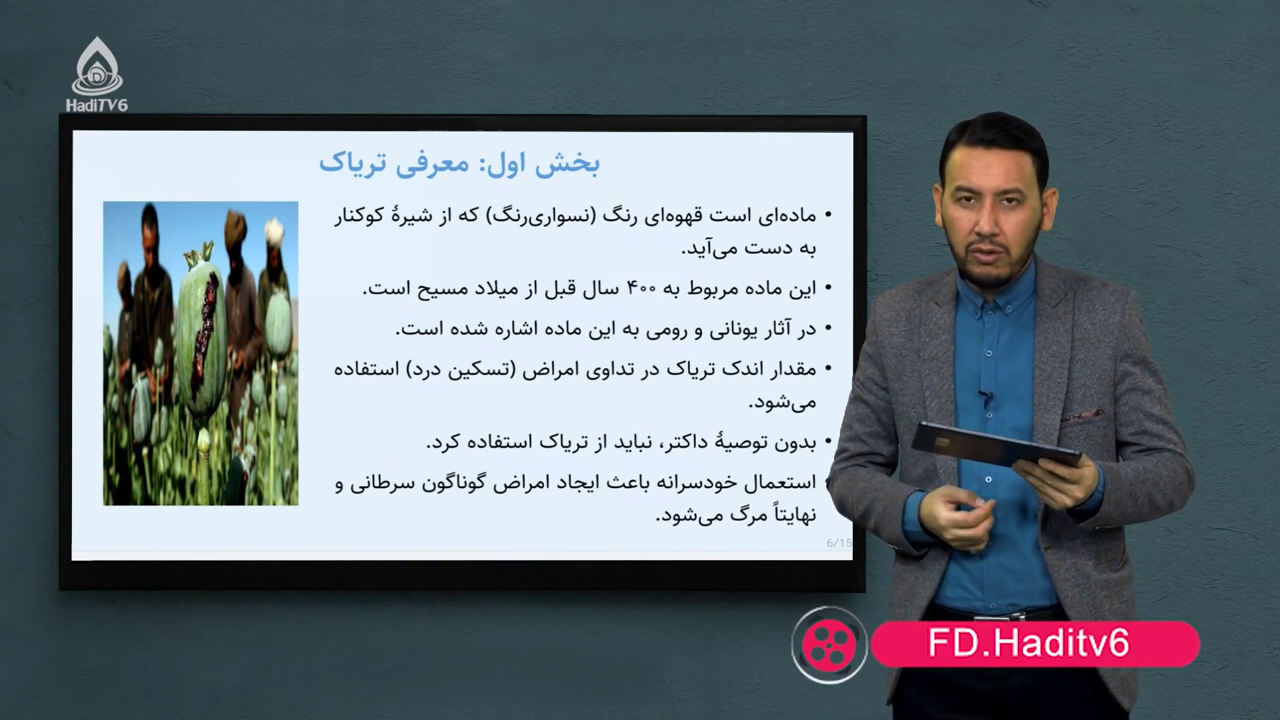 HadiTV6
بخش اول: معرفی تریاک
• ماده‌ای است قهوه‌ای رنگ (نسواری‌رنگ) که از شیرهٔ کوکنار
به دست می‌آید.
• این ماده مربوط به ۴۰۰ سال قبل از میلاد مسیح است.
• در آثار یونانی و رومی به این ماده اشاره شده است.
• مقدار اندک تریاک در تداوی امراض (تسکین درد) استفاده
می‌شود.
• بدون توصیهٔ داکتر، نباید از تریاک استفاده کرد.
• استعمال خودسرانه باعث ایجاد امراض گوناگون سرطانی و
نهایتاً مرگ می‌شود.
6/15
FD.Haditv6